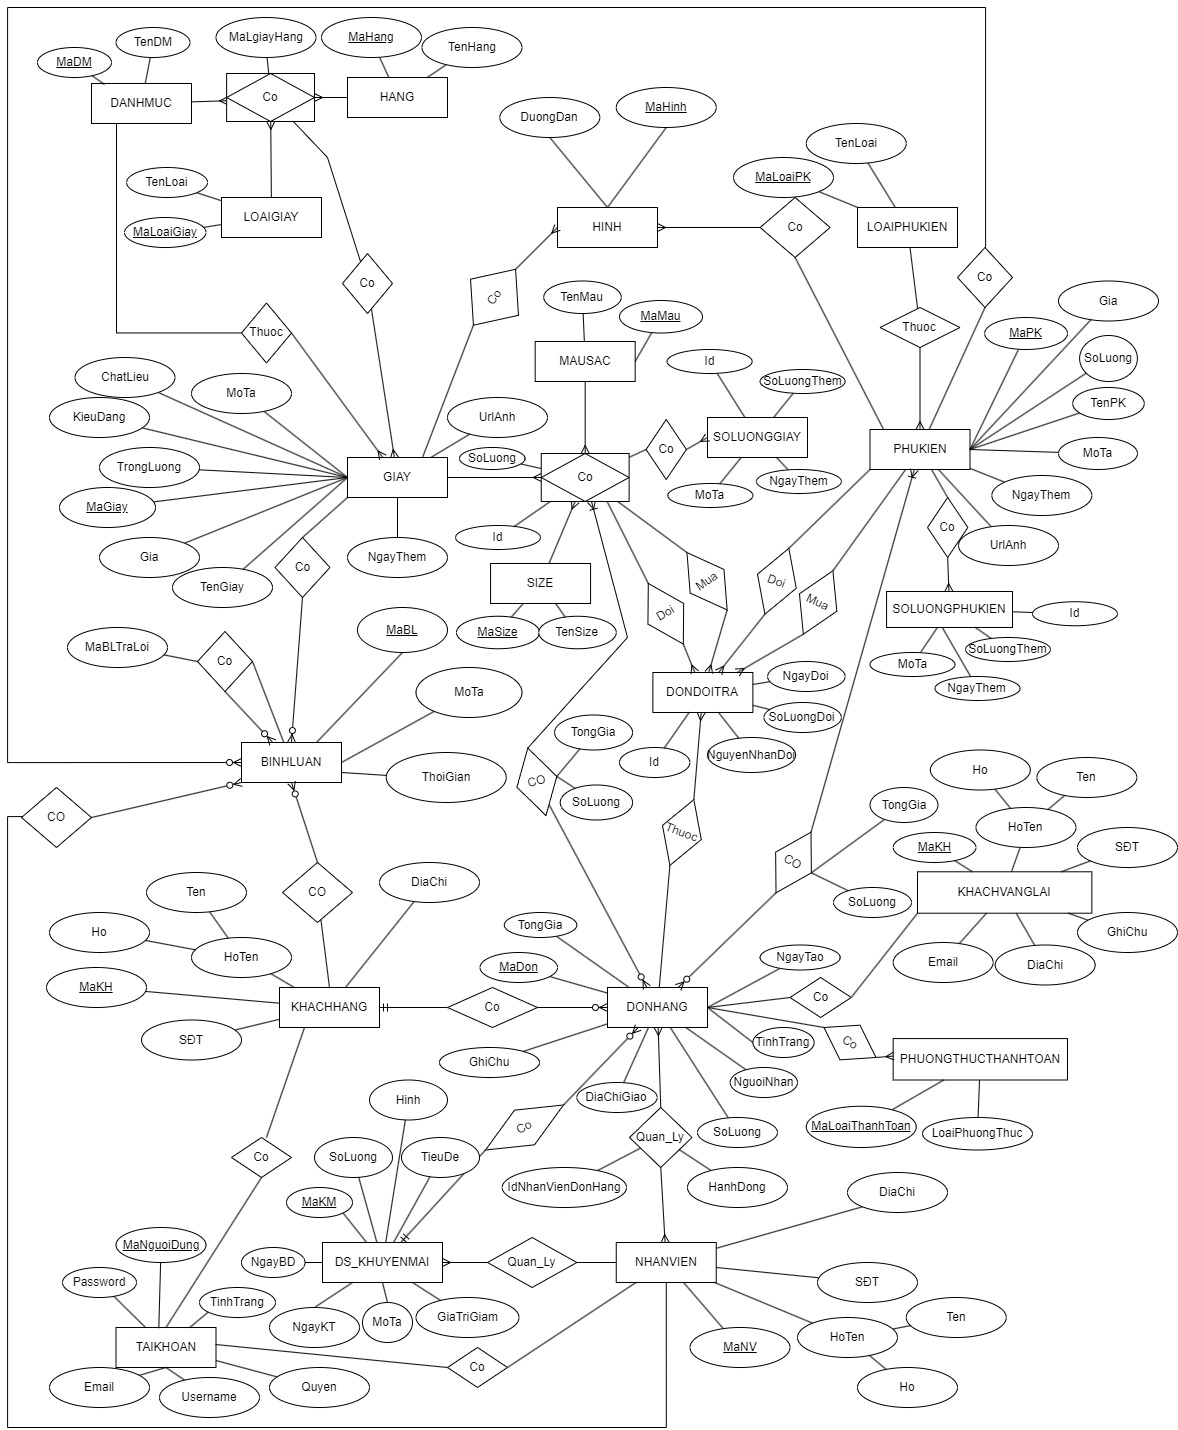 MaLgiayHang
MaHang
TenDM
TenHang
MaDM
Co
HANG
DANHMUC
DuongDan
MaHinh
TenLoai
MaLoaiPK
TenLoai
LOAIGIAY
MaLoaiGiay
HINH
Co
LOAIPHUKIEN
Co
Co
Co
TenMau
Gia
MaMau
Thuoc
Thuoc
MaPK
MAUSAC
Id
SoLuong
ChatLieu
SoLuongThem
MoTa
TenPK
KieuDang
UrlAnh
SOLUONGGIAY
SoLuong
Co
PHUKIEN
MoTa
TrongLuong
GIAY
Co
NgayThem
MoTa
NgayThem
MaGiay
Id
Co
UrlAnh
Gia
NgayThem
Co
SIZE
Mua
Doi
TenGiay
Mua
SOLUONGPHUKIEN
Id
Doi
MaBL
MaSize
TenSize
MaBLTraLoi
Co
SoLuongThem
MoTa
NgayDoi
NgayThem
MoTa
DONDOITRA
SoLuongDoi
TongGia
NguyenNhanDoi
BINHLUAN
Id
ThoiGian
Ho
Ten
CO
SoLuong
TongGia
CO
Thuoc
HoTen
MaKH
SĐT
CO
DiaChi
Ten
CO
KHACHVANGLAI
SoLuong
TongGia
Ho
GhiChu
HoTen
NgayTao
Email
DiaChi
MaDon
MaKH
Co
KHACHHANG
Co
DONHANG
SĐT
TinhTrang
Co
GhiChu
PHUONGTHUCTHANHTOAN
NguoiNhan
Hinh
DiaChiGiao
Co
MaLoaiThanhToan
LoaiPhuongThuc
SoLuong
Quan_Ly
Co
SoLuong
TieuDe
IdNhanVienDonHang
HanhDong
DiaChi
MaKM
MaNguoiDung
NgayBD
DS_KHUYENMAI
Quan_Ly
NHANVIEN
Password
SĐT
TinhTrang
NgayKT
MoTa
GiaTriGiam
Ten
HoTen
TAIKHOAN
MaNV
Co
Email
Quyen
Ho
Username